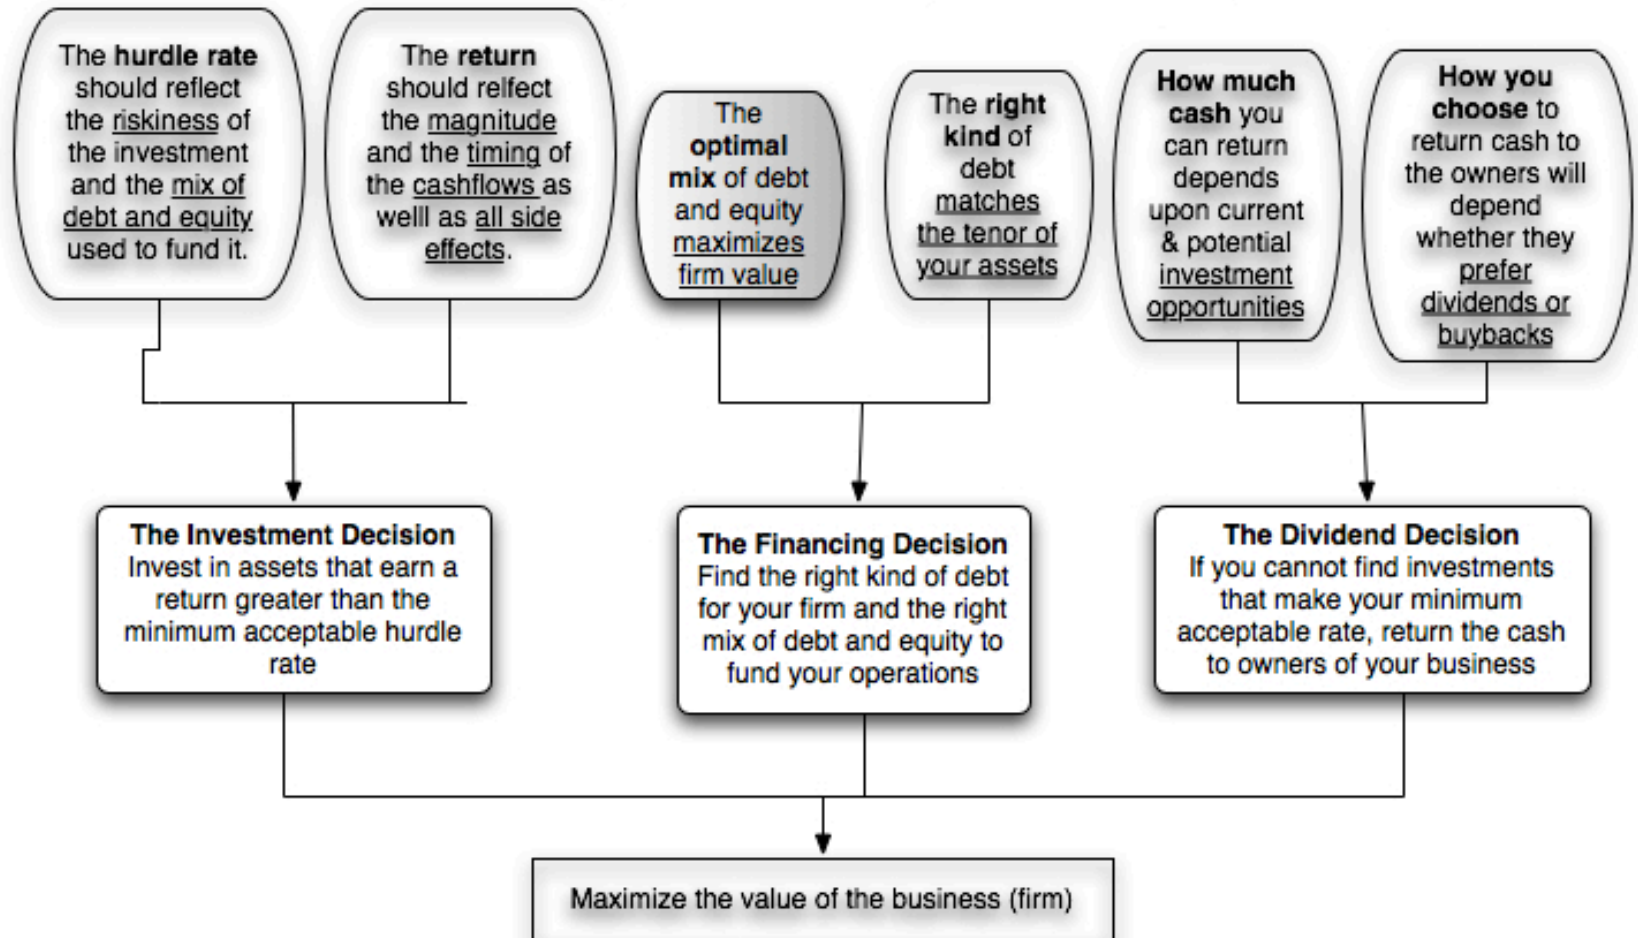 The hurdle rate
should reflect
the riskiness of
the investment
and the mix of
debt and equity
used to fund it.
The return
should relfect
the magnitude
and the timing of
the cashflows as
welll as all side
effects.
The
optimal
mix of debt
and equity
maximizes
firm value
The right
kind of
debt
matches
the tenor of
your assets
How much
cash you
can return
depends
upon current
& potential
investment
opportunities
How you
choose to
return cash to
the owners will
depend
whether they
prefer
dividends or
buybacks
The Investment Decision
Invest in assets that earn a
return greater than the
minimum acceptable hurdle
rate
The Financing Decision
Find the right kind of debt
for your firm and the right
mix of debt and equity to
fund your operations
The Dividend Decision
If you cannot find investments
that make your minimum
acceptable rate, return the cash
to owners of your business
Maximize the value of the business (firm)